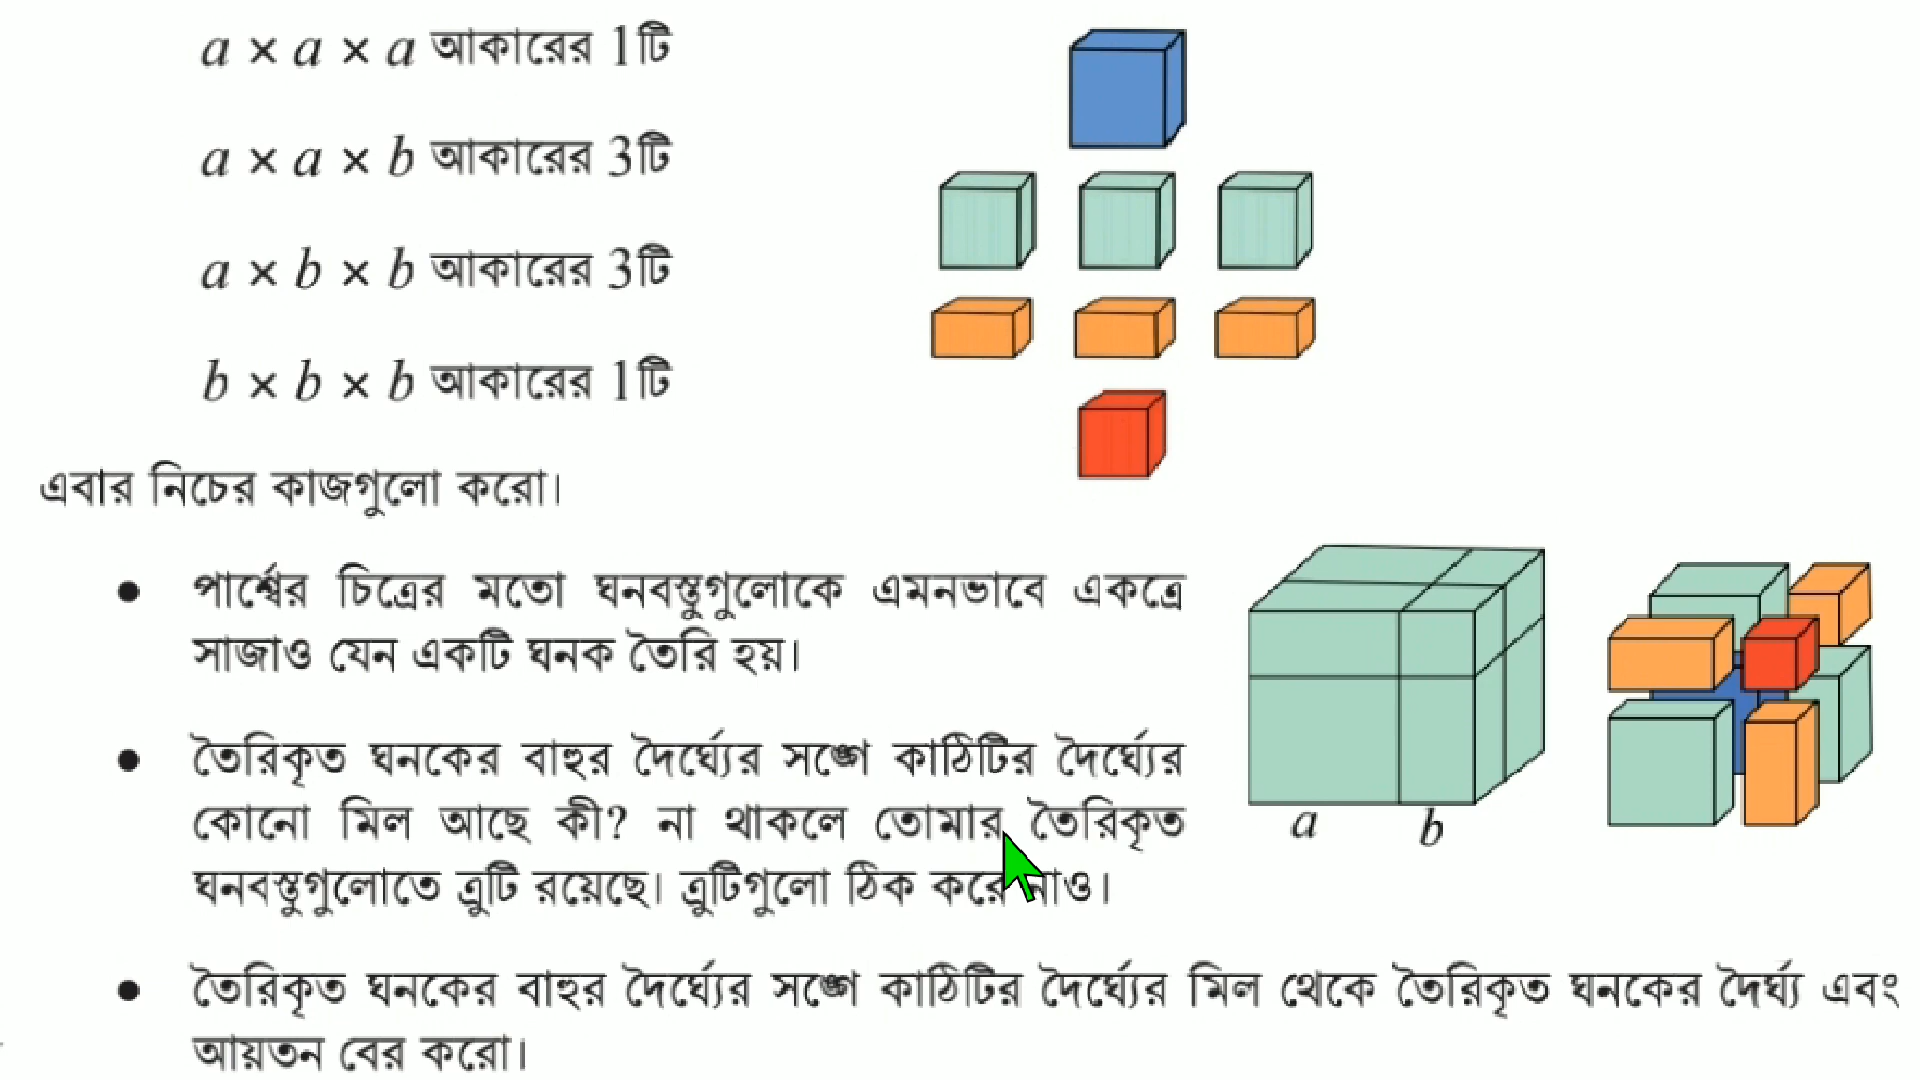 a × a × a আকারের 1টি
a × a × b আকারের 3টি
a × b × b আকারের 3টি
b × b × b আকারের 1টি
এবার নিচের কাজগুলো করো।
● পার্শ্বের চিত্রের মতো ঘনবস্তুগুলোকে এমনভাবে একত্রে
সাজাও যেন একটি ঘনক তৈরি হয়।
● তৈরিকৃত ঘনকের বাহুর দৈর্ঘ্যের সঙ্গে কাঠিটির দৈর্ঘ্যের
কোনো মিল আছে কী? না থাকলে তোমার তৈরিকৃত
ঘনবস্তুগুলোতে ত্রুটি রয়েছে। ত্রুটিগুলো ঠিক করে নাও।
a b
● তৈরিকৃত ঘনকের বাহুর দৈর্ঘ্যের সঙ্গে কাঠিটির দৈর্ঘ্যের মিল থেকে তৈরিকৃত ঘনকের দৈর্ঘ্য এবং
আয়তন বের করো।